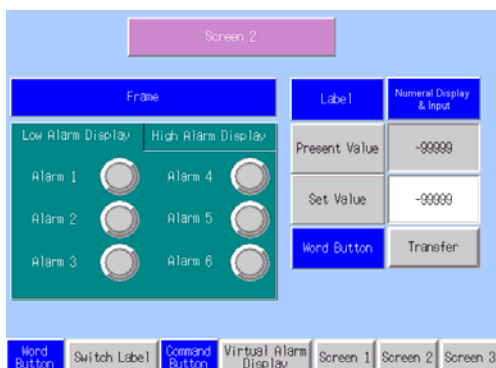 Screen 2
Frame
Label
Numeral Display
& Input
Low Alarm Display
High Alarm Display
Present Value
-99999
Alarm 1
Alarm 4
Set Value
-99999
Alarm 2
Alarm 5
Word Button
Transfer
Alarm 3
Alarm 6
Word
Button
Switch Label
Command
Button
Virtual Alarm
Display
Screen 1
Screen 2
Screen 3